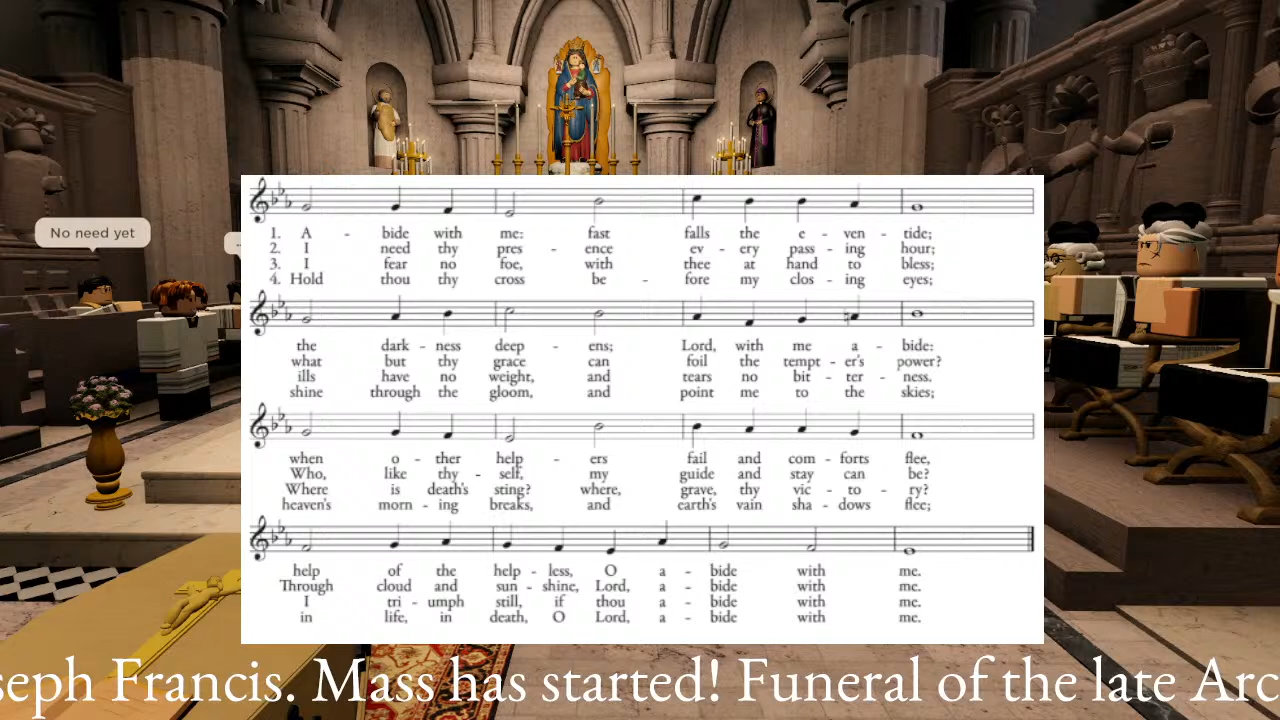 No need yet
1. A - bide with me: fast falls the e - ven - tide;
2. I need thy pres - ence ev - ery pass - ing hour;
3. I fear no foe, with thee at hand to bless;
4. Hold thou thy cross be - fore my clos - ing eyes;
the dark - ness deep - ens; Lord, with me a - bide:
what but thy grace can foil the tempt - er's power?
ills have no weight, and tears no bit - ter - ness.
shine through the gloom, and point me to the skies;
when o - ther help - ers fail and com - forts flee,
Who, like thy - self, my guide and stay can be?
Where is death's sting? where, grave, thy vic - to - ry?
heaven's morn - ing breaks, and earth's vain sha - dows flee;
help of the help - less, O a - bide with me.
Through cloud and sun - shine, Lord, a - bide with me.
I tri - umph still, if thou a - bide with me.
in life, in death, O Lord, a - bide with me.
seph Francis. Mass has started! Funeral of the late Arc